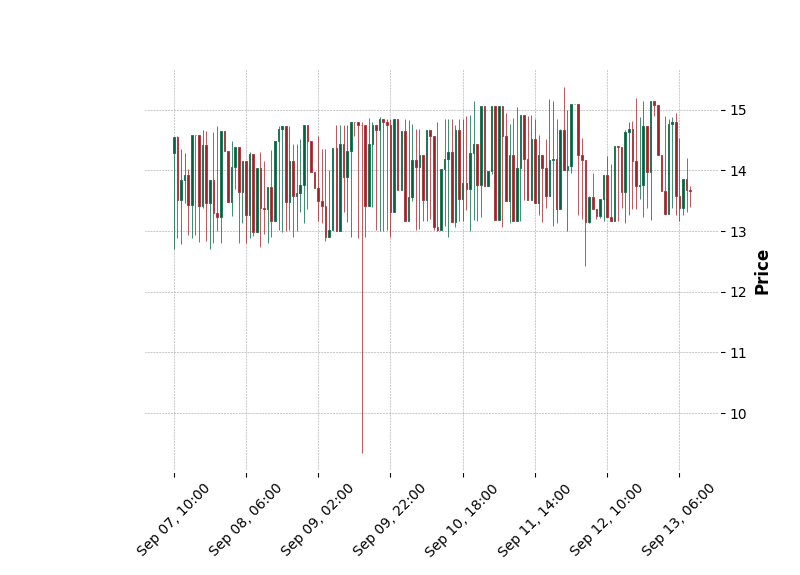 15
14
13
12
11
10
Price
Sep 07, 10:00
Sep 08, 06:00
Sep 09, 02:00
Sep 09, 22:00
Sep 10, 18:00
Sep 11, 14:00
Sep 12, 10:00
Sep 13, 06:00